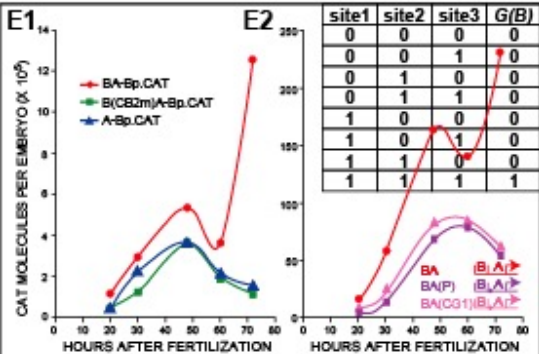 E1
CAT MOLECULES PER EMBRYO (X 10⁶)
14
12
10
8
6
4
2
0
BA-Bp.CAT
B(CB2m)A-Bp.CAT
A-Bp.CAT
0 10 20 30 40 50 60 70 80
HOURS AFTER FERTILIZATION
E2
250
200
150
100
50
0
site1 site2 site3 G(B)
0 0 0 0
0 0 1 0
0 1 0 0
0 1 1 0
1 0 0 0
1 0 1 0
1 1 0 0
1 1 1 1
BA
BA(P)
BA(CG1)
0 10 20 30 40 50 60 70 80
HOURS AFTER FERTILIZATION